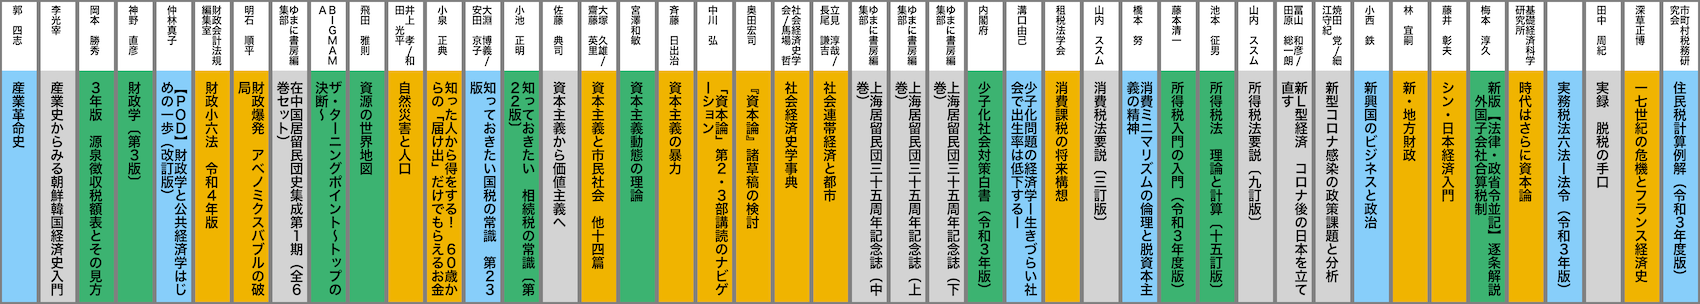 郭　四志
産業革命史
李光宰
産業史からみる朝鮮韓国経済史入門
岡本　勝秀
３年版　源泉徴収税額表とその見方
神野　直彦
財政学（第３版）
仲林真子
【ＰＯＤ】財政学と公共経済学はじ
めの一歩（改訂版）
財政会計法規
編集室
財政小六法　令和４年版
明石　順平
財政爆発　アベノミクスバブルの破
局
ゆまに書房編
集部
在中国居留民団史集成第１期（全６
巻セット）
ＢＩＧＭＡＭ
Ａ
ザ・ターニングポイント～トップの
決断～
飛田　雅則
資源の世界地図
井上　孝／和
田　光平
自然災害と人口
小泉　正典
知った人から得をする！　６０歳か
らの「届け出」だけでもらえるお金
大淵　博義／
安田　京子
知っておきたい国税の常識　第２３
版
小池　正明
知っておきたい　相続税の常識（第
２２版）
佐藤　典司
資本主義から価値主義へ
大塚　久雄／
齋藤　英里／
資本主義と市民社会　他十四篇
宮澤和敏
資本主義動態の理論
斉藤　日出治
資本主義の暴力
中川　弘
「資本論」第２・３部講読のナビゲ
ーション
奥田宏司
『資本論』諸草稿の検討
社会経済史学
会／馬場　哲
社会経済史学事典
立見　淳哉／
長尾　謙吉
社会連帯経済と都市
ゆまに書房編
集部
上海居留民団三十五周年記念誌（中
巻）
ゆまに書房編
集部
上海居留民団三十五周年記念誌（上
巻）
ゆまに書房編
集部
上海居留民団三十五周年記念誌（下
巻）
内閣府
少子化社会対策白書（令和３年版）
溝口由己
少子化問題の経済学ー生きづらい社
会で出生率は低下するー
租税法学会
消費課税の将来構想
山内　ススム
消費税法要説（三訂版）
橋本　努
消費ミニマリズムの倫理と脱資本主
義の精神
藤本清一
所得税入門の入門（令和３年度版）
池本　征男
所得税法　理論と計算（十五訂版）
山内　ススム
所得税法要説（九訂版）
冨山　和彦／
田原　総一朗
新Ｌ型経済　コロナ後の日本を立て
直す
焼田　党／細
江守紀
新型コロナ感染の政策課題と分析
小西　鉄
新興国のビジネスと政治
林　宜嗣
新・地方財政
藤井　彰夫
シン・日本経済入門
梅本　淳久
新版【法律・政省令並記】逐条解説
　外国子会社合算税制
基礎経済科学
研究所
時代はさらに資本論
実務税法六法ー法令（令和３年版）
田中　周紀
実録　脱税の手口
深草正博
一七世紀の危機とフランス経済史
市町村税務研
究会
住民税計算例解（令和３年度版）